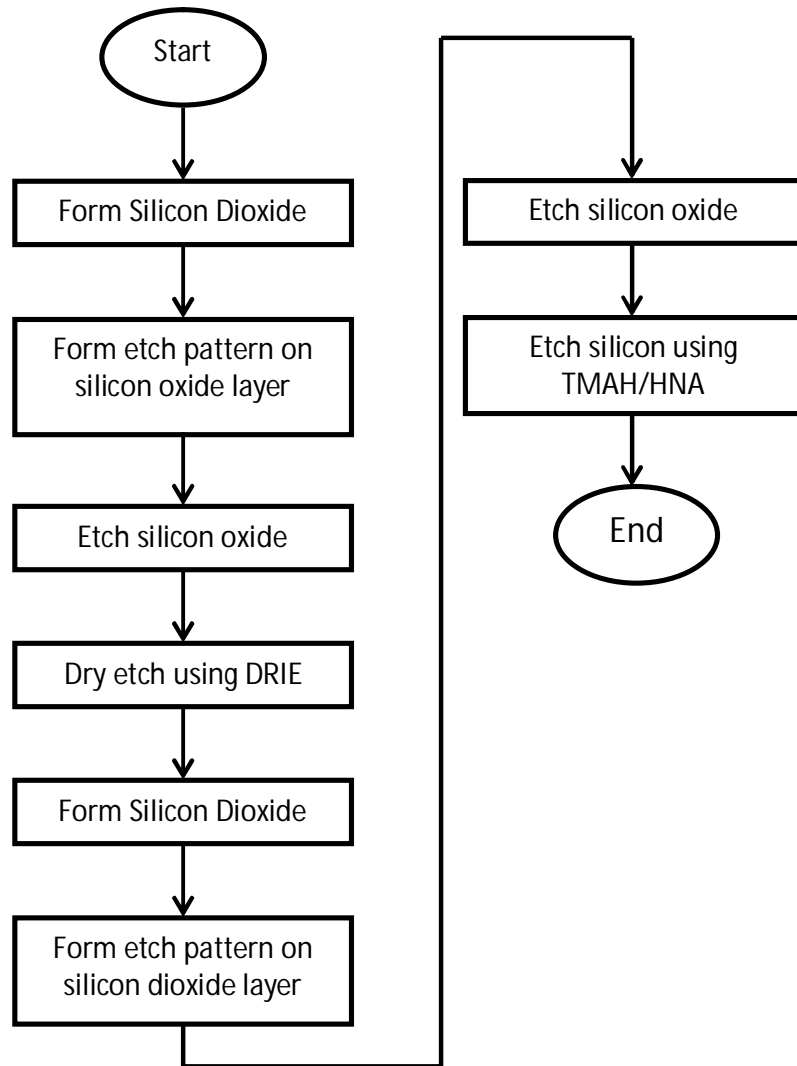 Start
Form Silicon Dioxide
Form etch pattern on
silicon oxide layer
Etch silicon oxide
Dry etch using DRIE
Form Silicon Dioxide
Form etch pattern on
silicon dioxide layer
Etch silicon oxide
Etch silicon using
TMAH/HNA
End